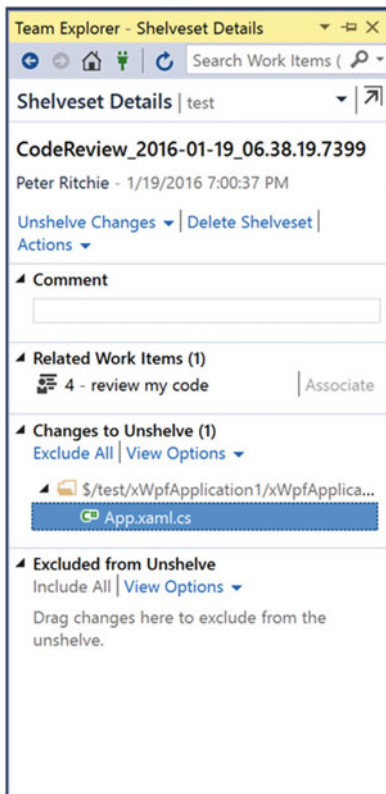 Team Explorer - Shelveset Details
Search Work Items (
Shelveset Details | test
CodeReview_2016-01-19_06.38.19.7399
Peter Ritchie - 1/19/2016 7:00:37 PM
Unshelve Changes | Delete Shelveset |
Actions
Comment
Related Work Items (1)
4 - review my code | Associate
Changes to Unshelve (1)
Exclude All | View Options
$/test/xWpfApplication1/xWpfApplica...
App.xaml.cs
Excluded from Unshelve
Include All | View Options
Drag changes here to exclude from the
unshelve.